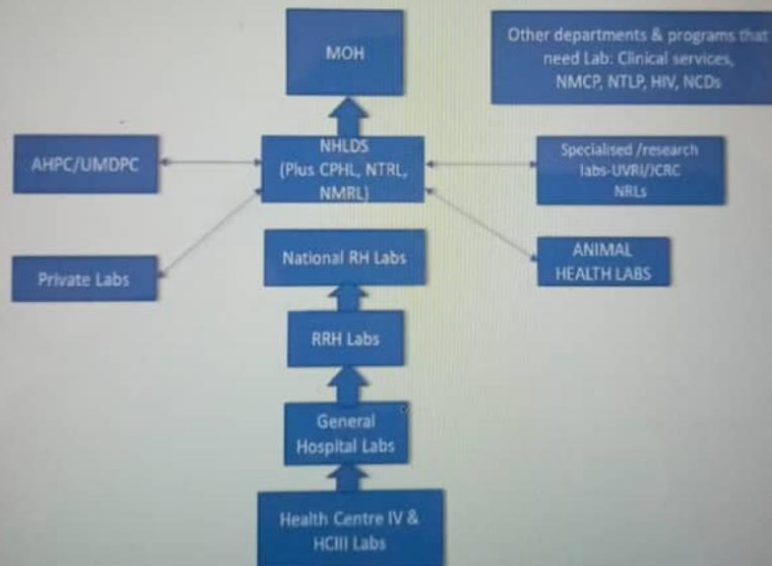 MOH
Other departments & programs that
need Lab: Clinical services,
NMCP, NTLP, HIV, NCDs
AHPC/UMDPC
NHLDS
(Plus CPHL, NTRL,
NMRL)
Specialised /research
labs-UVRI/JCRC
NRLs
Private Labs
National RH Labs
ANIMAL
HEALTH LABS
RRH Labs
General
Hospital Labs
Health Centre IV &
HCIII Labs